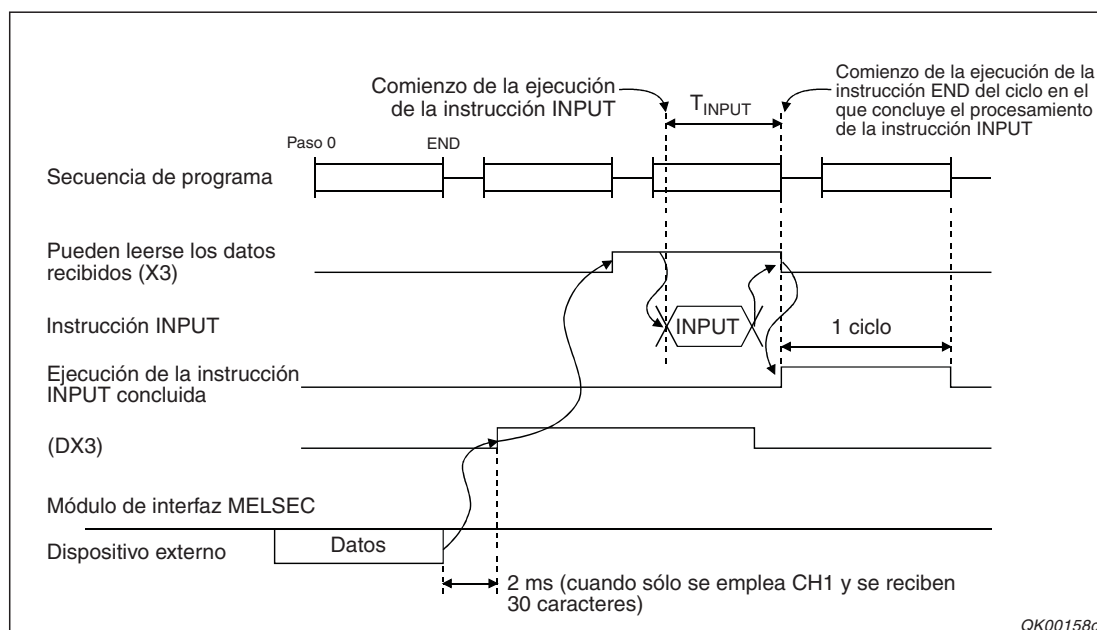 Comienzo de la ejecución
de la instrucción INPUT
T_INPUT
Comienzo de la ejecución de la
instrucción END del ciclo en el
que concluye el procesamiento
de la instrucción INPUT
Paso 0
END
Secuencia de programa
Pueden leerse los datos
recibidos (X3)
Instrucción INPUT
INPUT
1 ciclo
Ejecución de la instrucción
INPUT concluida
(DX3)
Módulo de interfaz MELSEC
Dispositivo externo
Datos
2 ms (cuando sólo se emplea CH1 y se reciben
30 caracteres)